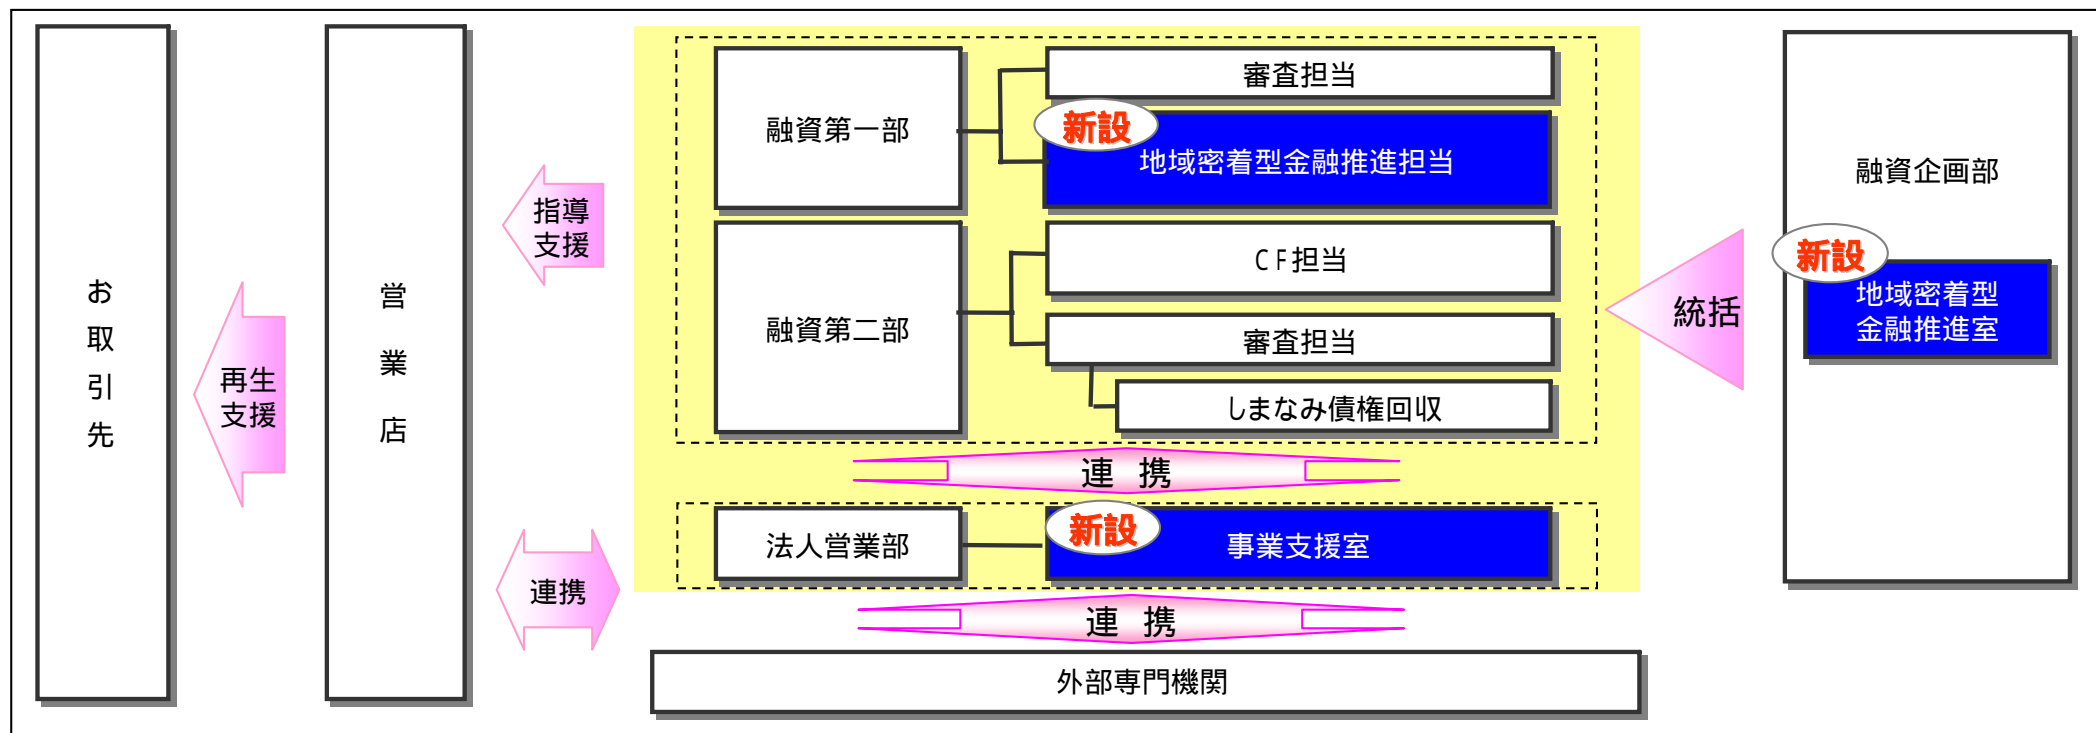 お取引先
再生
支援
営業店
指導
支援
連携
融資第一部
審査担当
新設
地域密着型金融推進担当
融資第二部
CF担当
審査担当
しまなみ債権回収
連 携
法人営業部
新設
事業支援室
連 携
外部専門機関
統括
融資企画部
新設
地域密着型
金融推進室